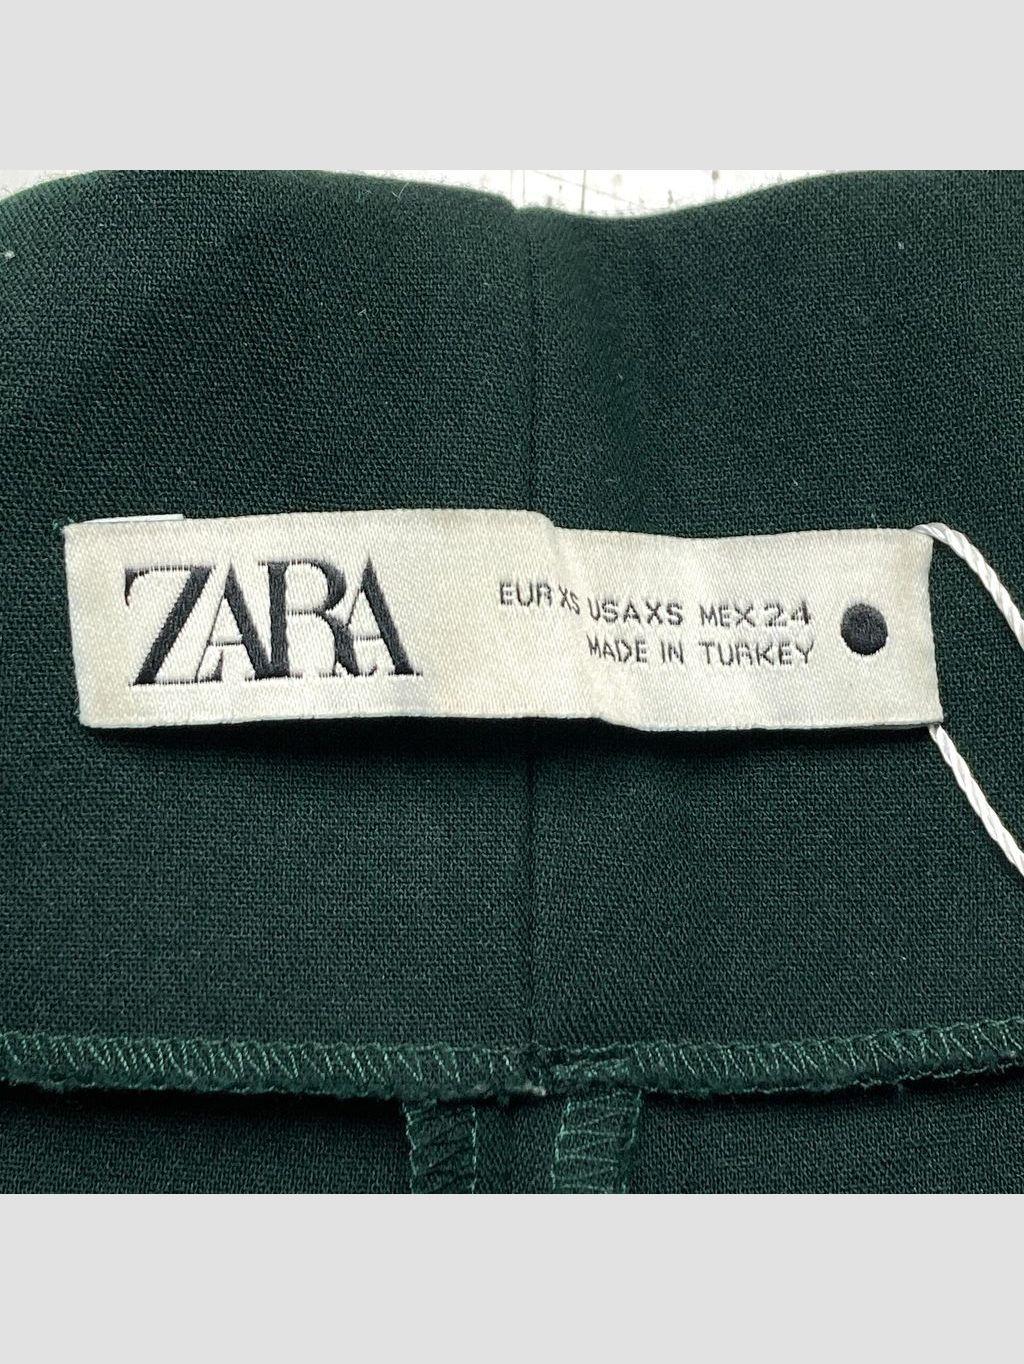 ZARA
EUR XS USA XS MEX 24
MADE IN TURKEY